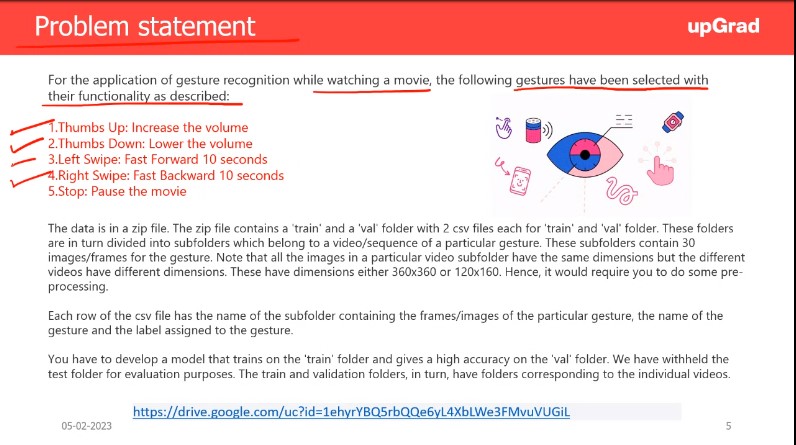 Problem statement
upGrad
For the application of gesture recognition while watching a movie, the following gestures have been selected with
their functionality as described:
1.Thumbs Up: Increase the volume
2.Thumbs Down: Lower the volume
3.Left Swipe: Fast Forward 10 seconds
4.Right Swipe: Fast Backward 10 seconds
5.Stop: Pause the movie
The data is in a zip file. The zip file contains a 'train' and a 'val' folder with 2 csv files each for 'train' and 'val' folder. These folders
are in turn divided into subfolders which belong to a video/sequence of a particular gesture. These subfolders contain 30
images/frames for the gesture. Note that all the images in a particular video subfolder have the same dimensions but the different
videos have different dimensions. These have dimensions either 360x360 or 120x160. Hence, it would require you to do some pre-
processing.
Each row of the csv file has the name of the subfolder containing the frames/images of the particular gesture, the name of the
gesture and the label assigned to the gesture.
You have to develop a model that trains on the 'train' folder and gives a high accuracy on the 'val' folder. We have withheld the
test folder for evaluation purposes. The train and validation folders, in turn, have folders corresponding to the individual videos.
https://drive.google.com/uc?id=1ehyrYBQ5rbQQe6yL4XbLWe3FMvuVUGiL
05-02-2023
5